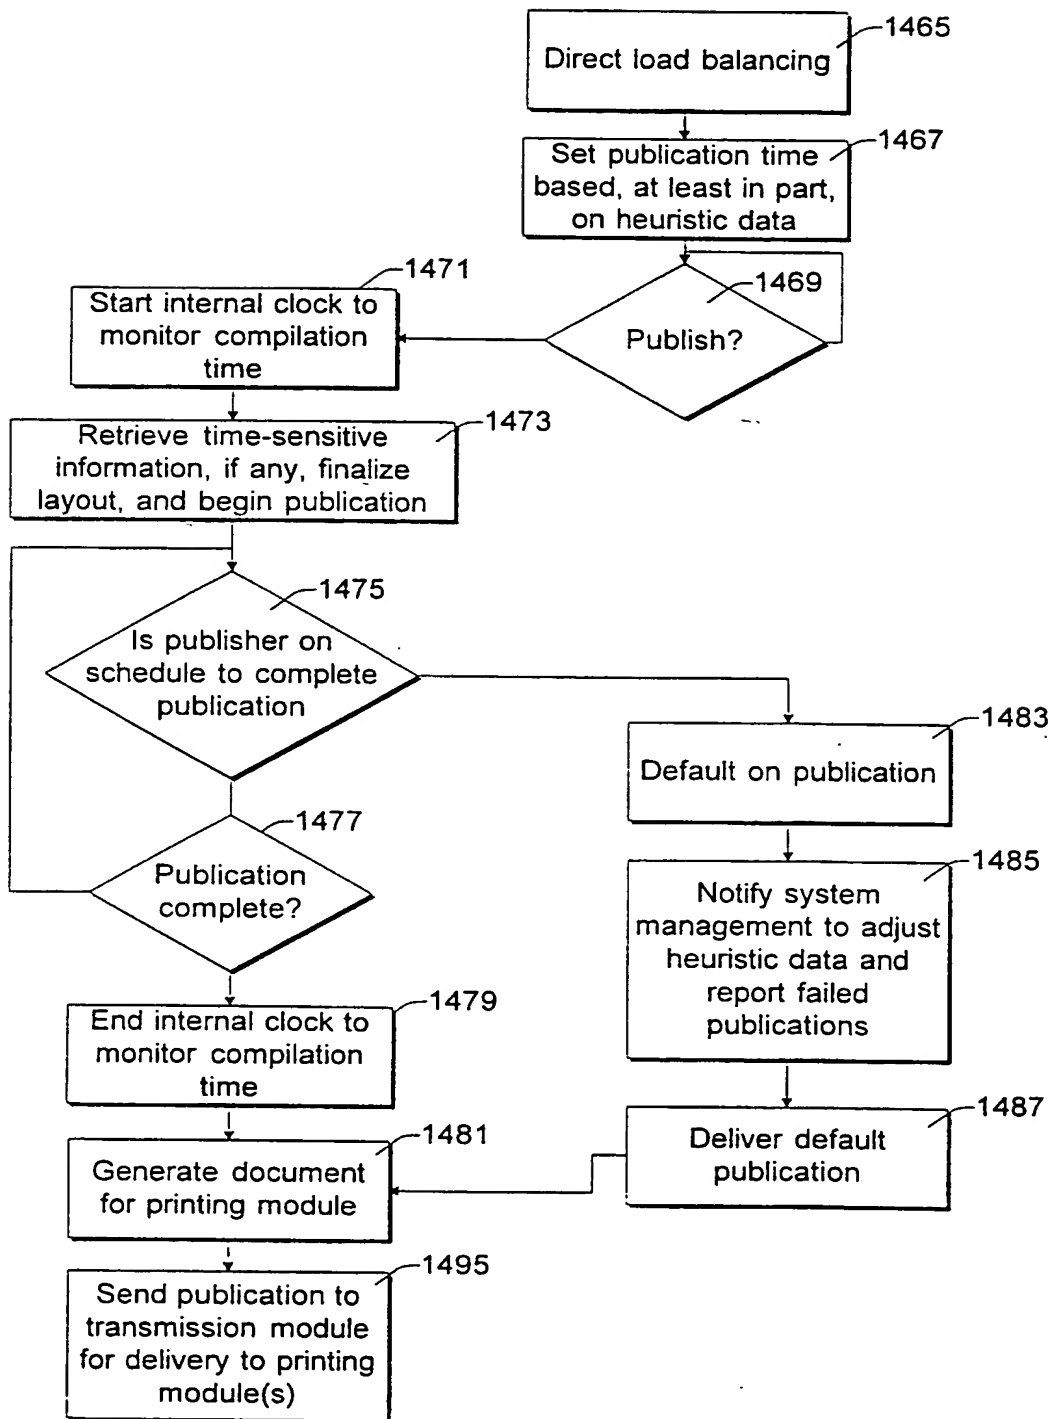 1465
Direct load balancing
1467
Set publication time
based, at least in part,
on heuristic data
1469
Publish?
1471
Start internal clock to
monitor compilation
time
1473
Retrieve time-sensitive
information, if any, finalize
layout, and begin publication
1475
Is publisher on
schedule to complete
publication
1477
Publication
complete?
1479
End internal clock to
monitor compilation
time
1481
Generate document
for printing module
1495
Send publication to
transmission module
for delivery to printing
module(s)
1483
Default on publication
1485
Notify system
management to adjust
heuristic data and
report failed
publications
1487
Deliver default
publication